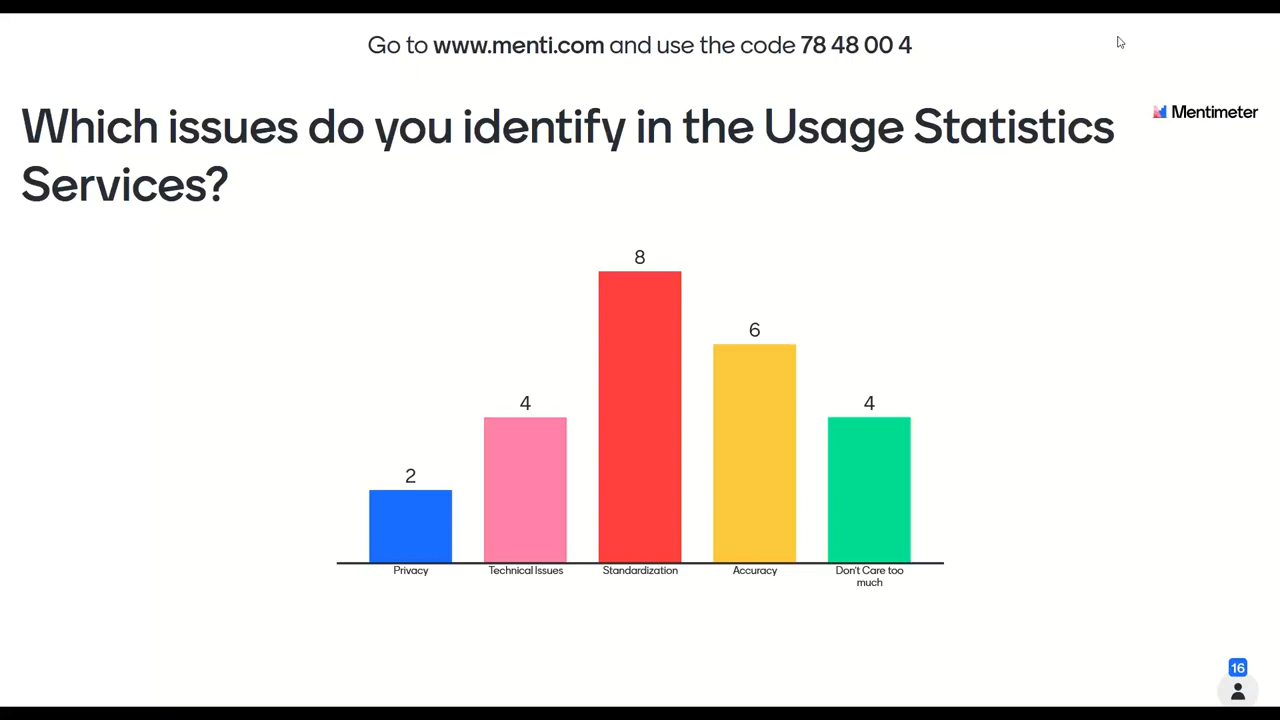 Go to www.menti.com and use the code 78 48 00 4
Mentimeter
Which issues do you identify in the Usage Statistics
Services?
8
6
4
4
2
Privacy
Technical Issues
Standardization
Accuracy
Don't Care too
much
16